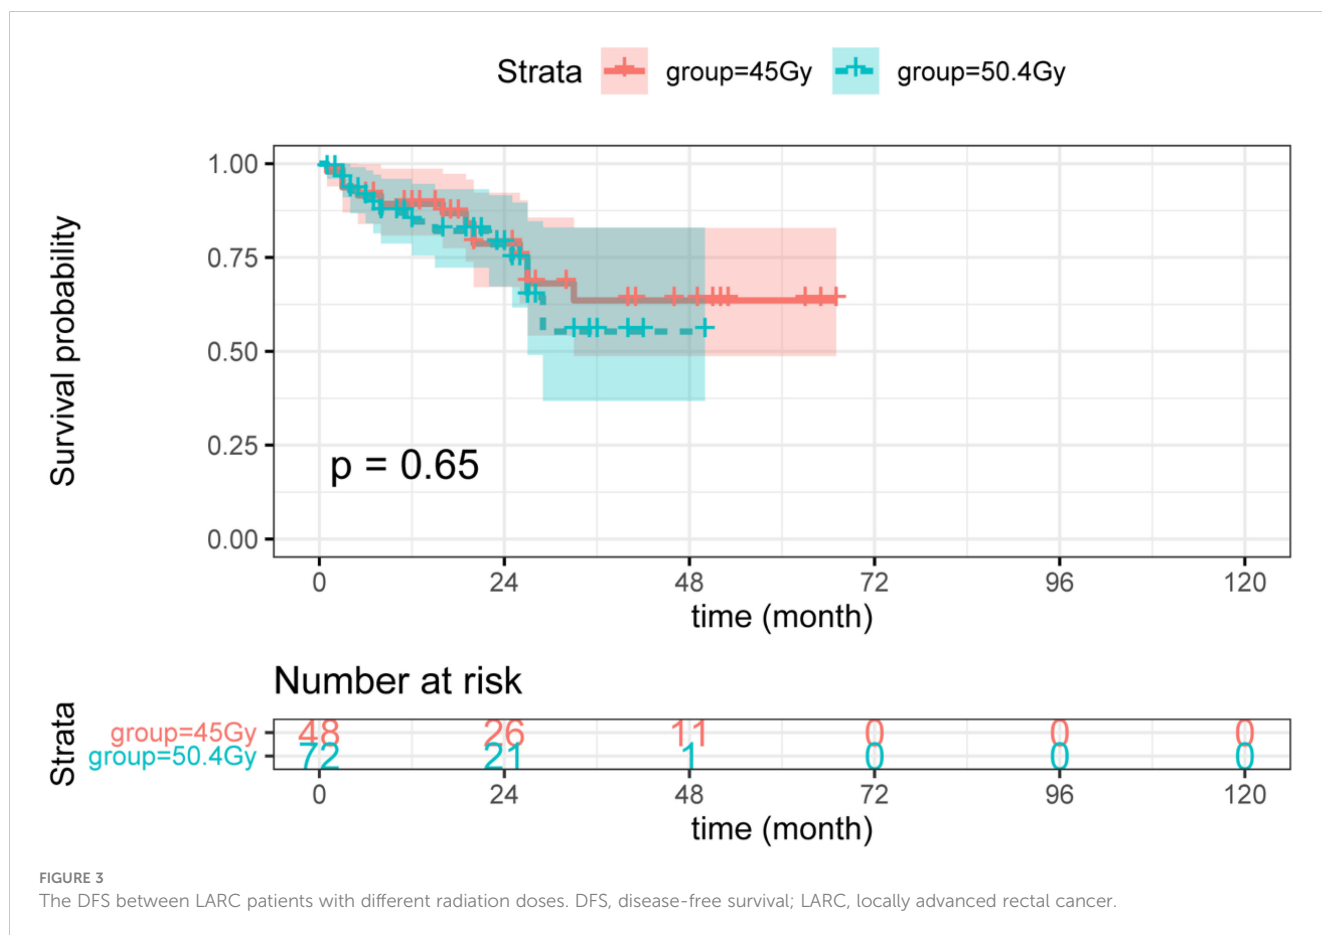 Strata group=45Gy group=50.4Gy
Survival probability
1.00
0.75
0.50
0.25
0.00
p = 0.65
0 24 48 72 96 120
time (month)
Number at risk
Strata
group=45Gy 48 26 11 0 0 0
group=50.4Gy 72 21 1 0 0 0
0 24 48 72 96 120
time (month)
FIGURE 3
The DFS between LARC patients with different radiation doses. DFS, disease-free survival; LARC, locally advanced rectal cancer.